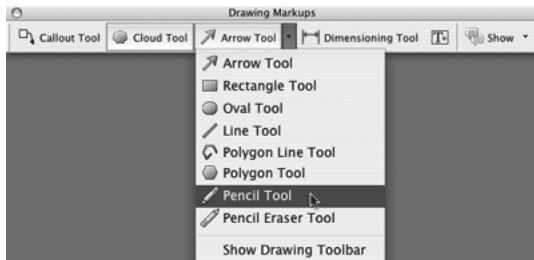 Drawing Markups
Callout Tool Cloud Tool Arrow Tool Dimensioning Tool T Show
Arrow Tool
Rectangle Tool
Oval Tool
Line Tool
Polygon Line Tool
Polygon Tool
Pencil Tool
Pencil Eraser Tool
Show Drawing Toolbar